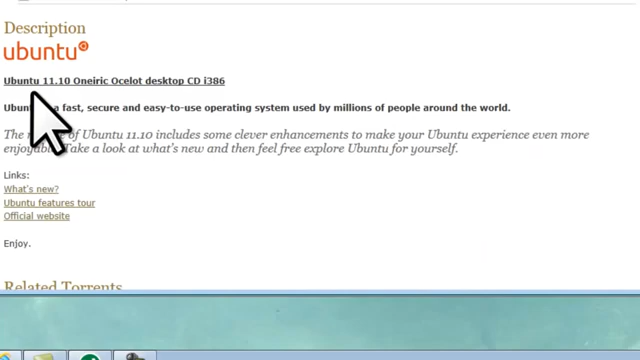 Description
ubuntu
Ubuntu 11.10 Oneiric Ocelot desktop CD i386
Ubuntu a fast, secure and easy-to-use operating system used by millions of people around the world.
The of Ubuntu 11.10 includes some clever enhancements to make your Ubuntu experience even more
Take a look at what's new and then feel free explore Ubuntu for yourself.
Links:
What's new?
Ubuntu features tour
Official website
Enjoy.
Related Torrents